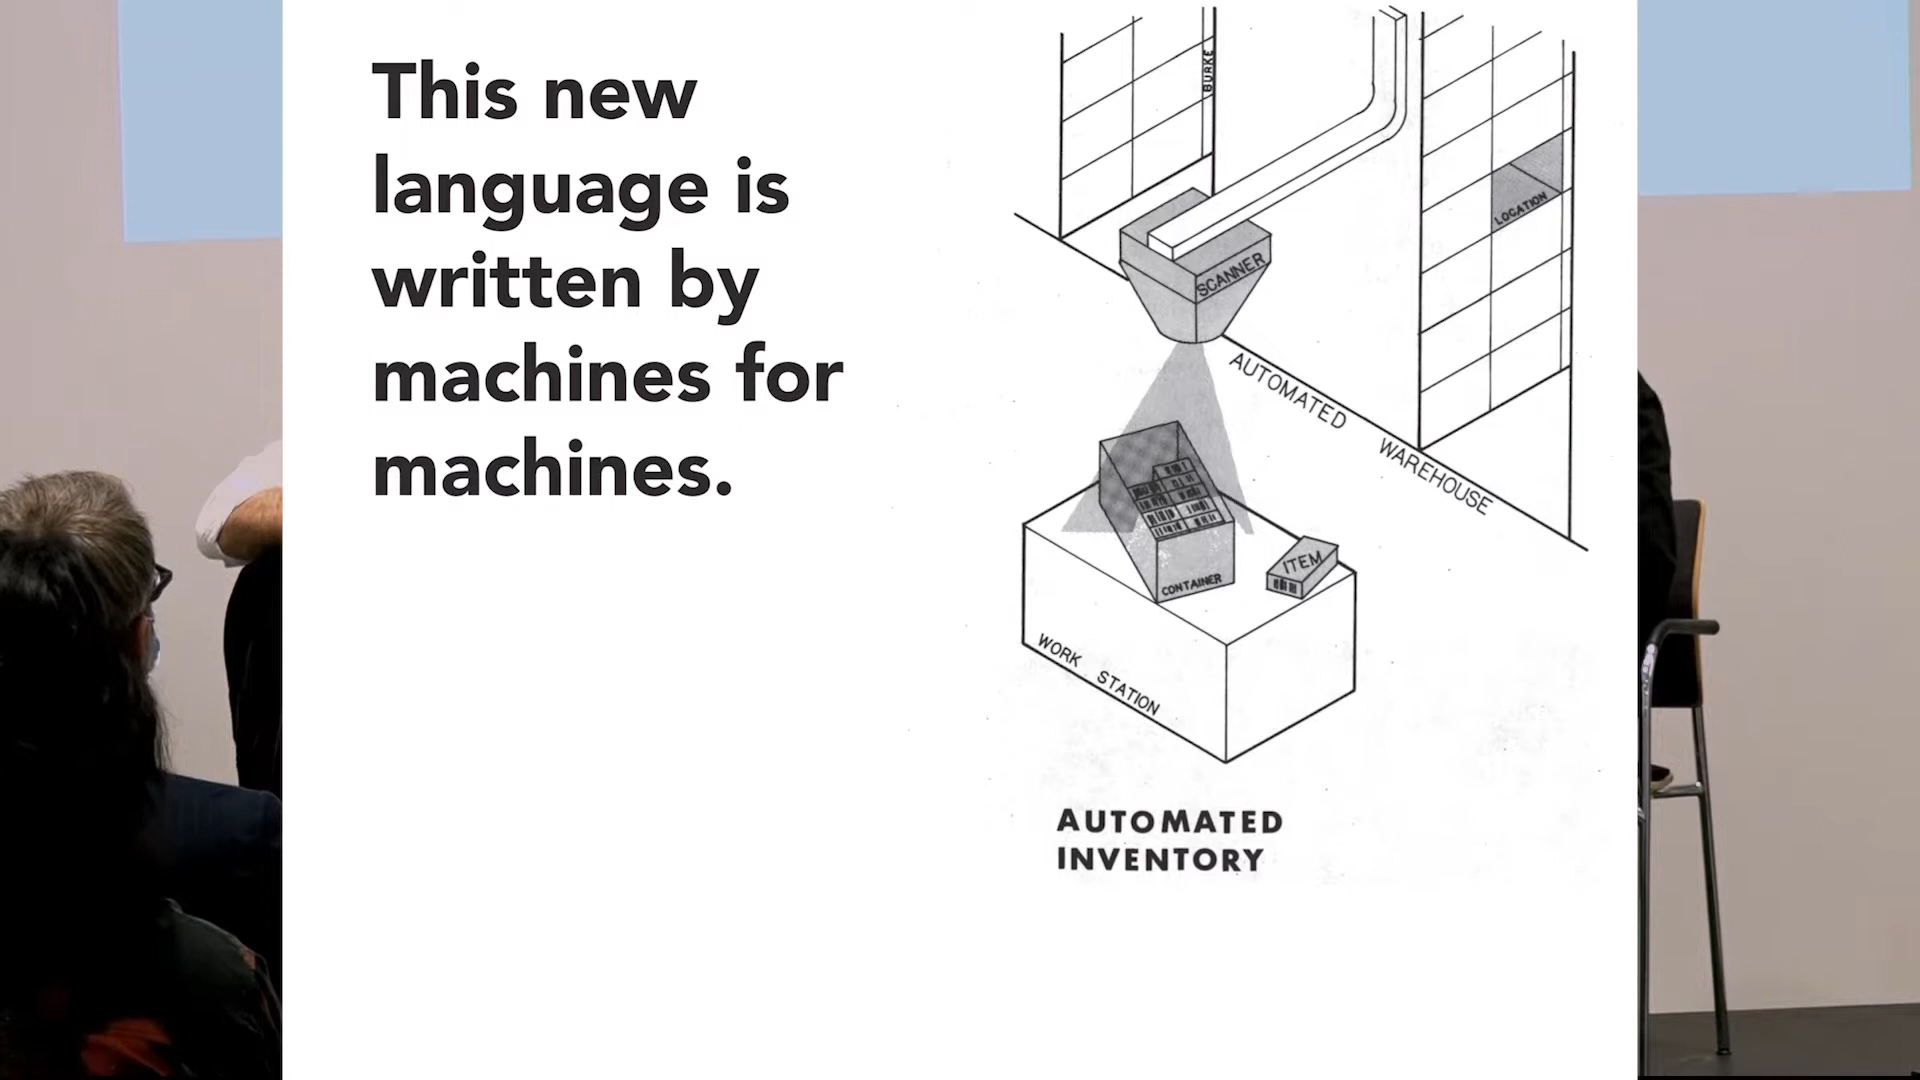 This new
language is
written by
machines for
machines.
BURKE
LOCATION
SCANNER
AUTOMATED WAREHOUSE
CONTAINER
ITEM
WORK STATION
AUTOMATED
INVENTORY